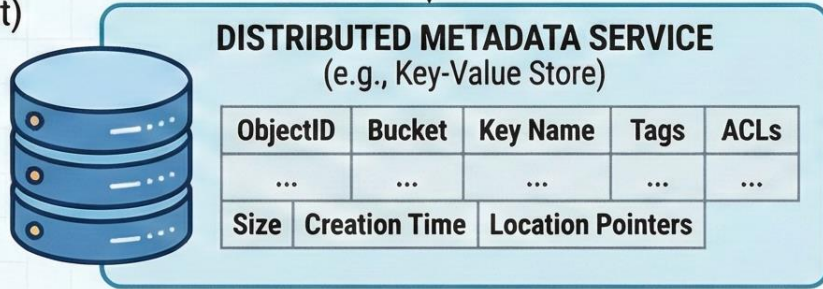 t)
DISTRIBUTED METADATA SERVICE
(e.g., Key-Value Store)
ObjectID Bucket Key Name Tags ACLs
... ... ... ... ...
Size Creation Time Location Pointers